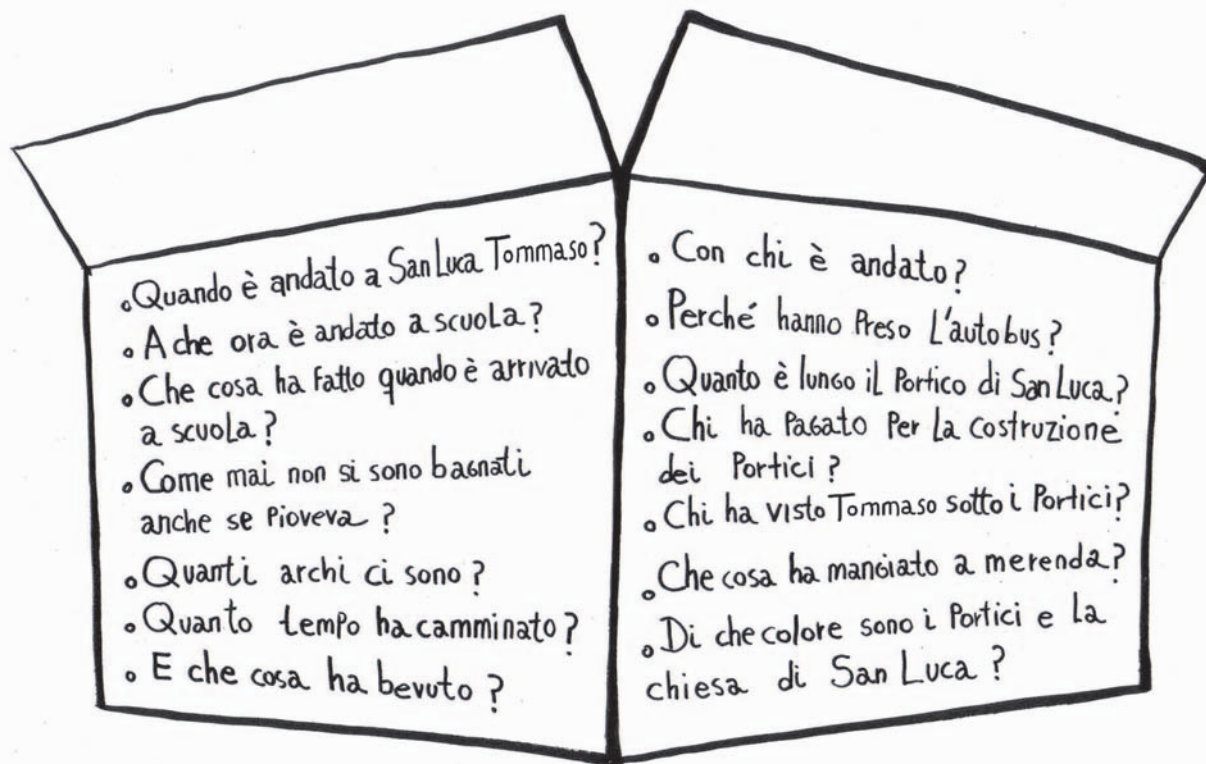 • Quando è andato a San Luca Tommaso?
• A che ora è andato a scuola?
• Che cosa ha fatto quando è arrivato
a scuola?
• Come mai non si sono bagnati
anche se pioveva?
• Quanti archi ci sono?
• Quanto tempo ha camminato?
• E che cosa ha bevuto?
• Con chi è andato?
• Perché hanno preso l'autobus?
• Quanto è lungo il Portico di San Luca?
• Chi ha pagato per la costruzione
dei Portici?
• Chi ha visto Tommaso sotto i Portici?
• Che cosa ha mangiato a merenda?
• Di che colore sono i Portici e la
chiesa di San Luca?